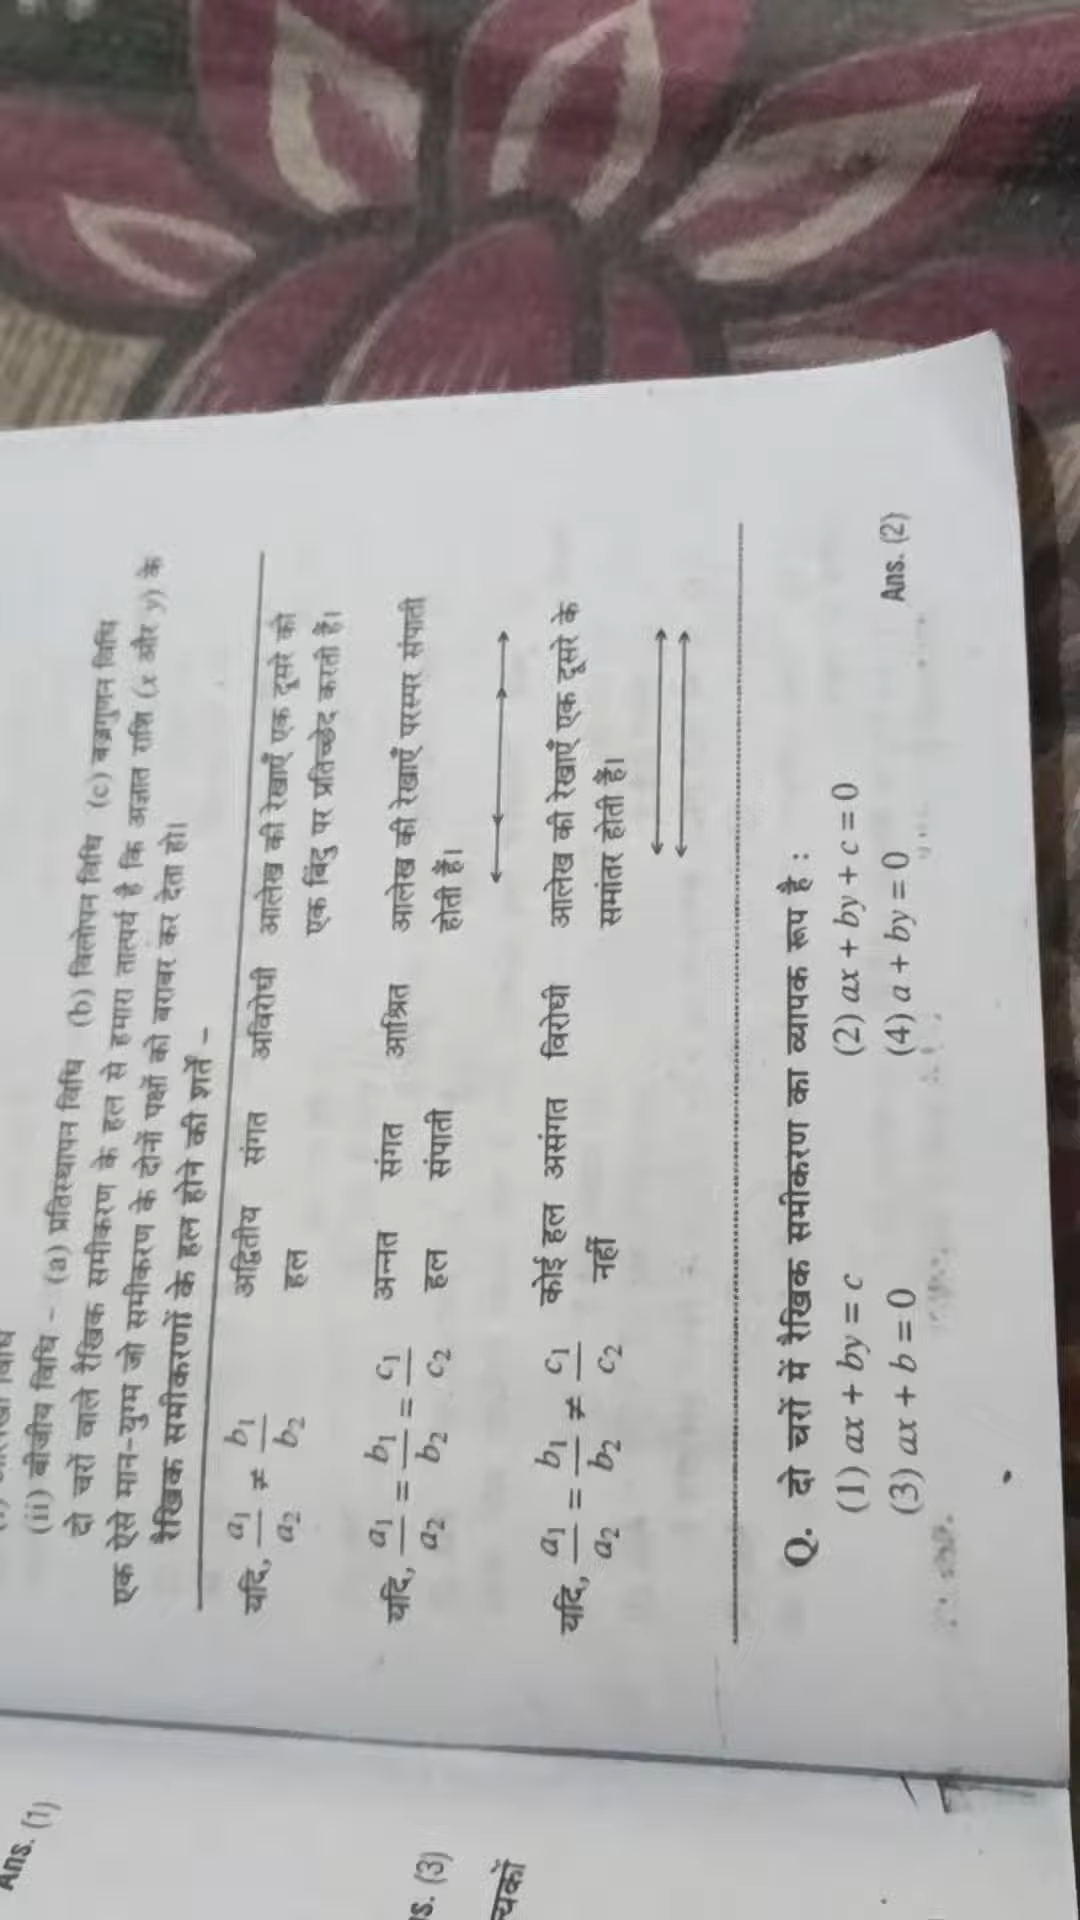 (ii) बीजीय विधि – (a) प्रतिस्थापन विधि (b) विलोपन विधि (c) बज्रगुणन विधि
दो चरों वाले रैखिक समीकरण के हल से हमारा तात्पर्य है कि अज्ञात राशि (x और y) के
एक ऐसे मान-युग्म जो समीकरण के दोनों पक्षों को बराबर कर देता हो।
रैखिक समीकरणों के हल होने की शर्तें –
यदि, a₁/a₂ ≠ b₁/b₂ अद्वितीय संगत अविरोधी आलेख की रेखाएँ एक दूसरे को
हल एक बिंदु पर प्रतिच्छेद करती हैं।
यदि, a₁/a₂ = b₁/b₂ = c₁/c₂ अन्नत संगत आश्रित आलेख की रेखाएँ परस्पर संपाती
हल संपाती होती हैं।
यदि, a₁/a₂ = b₁/b₂ ≠ c₁/c₂ कोई हल असंगत विरोधी आलेख की रेखाएँ एक दूसरे के
नहीं समांतर होती हैं।
Q. दो चरों में रैखिक समीकरण का व्यापक रूप है :
(1) ax + by = c (2) ax + by + c = 0
(3) ax + b = 0 (4) a + by = 0 Ans. (2)
Ans. (1)
(3)